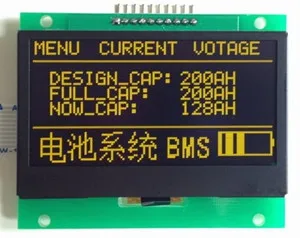 MENU CURRENT VOTAGE
DESIGN_CAP: 200AH
FULL_CAP: 200AH
NOW_CAP: 128AH
电池系统 BMS